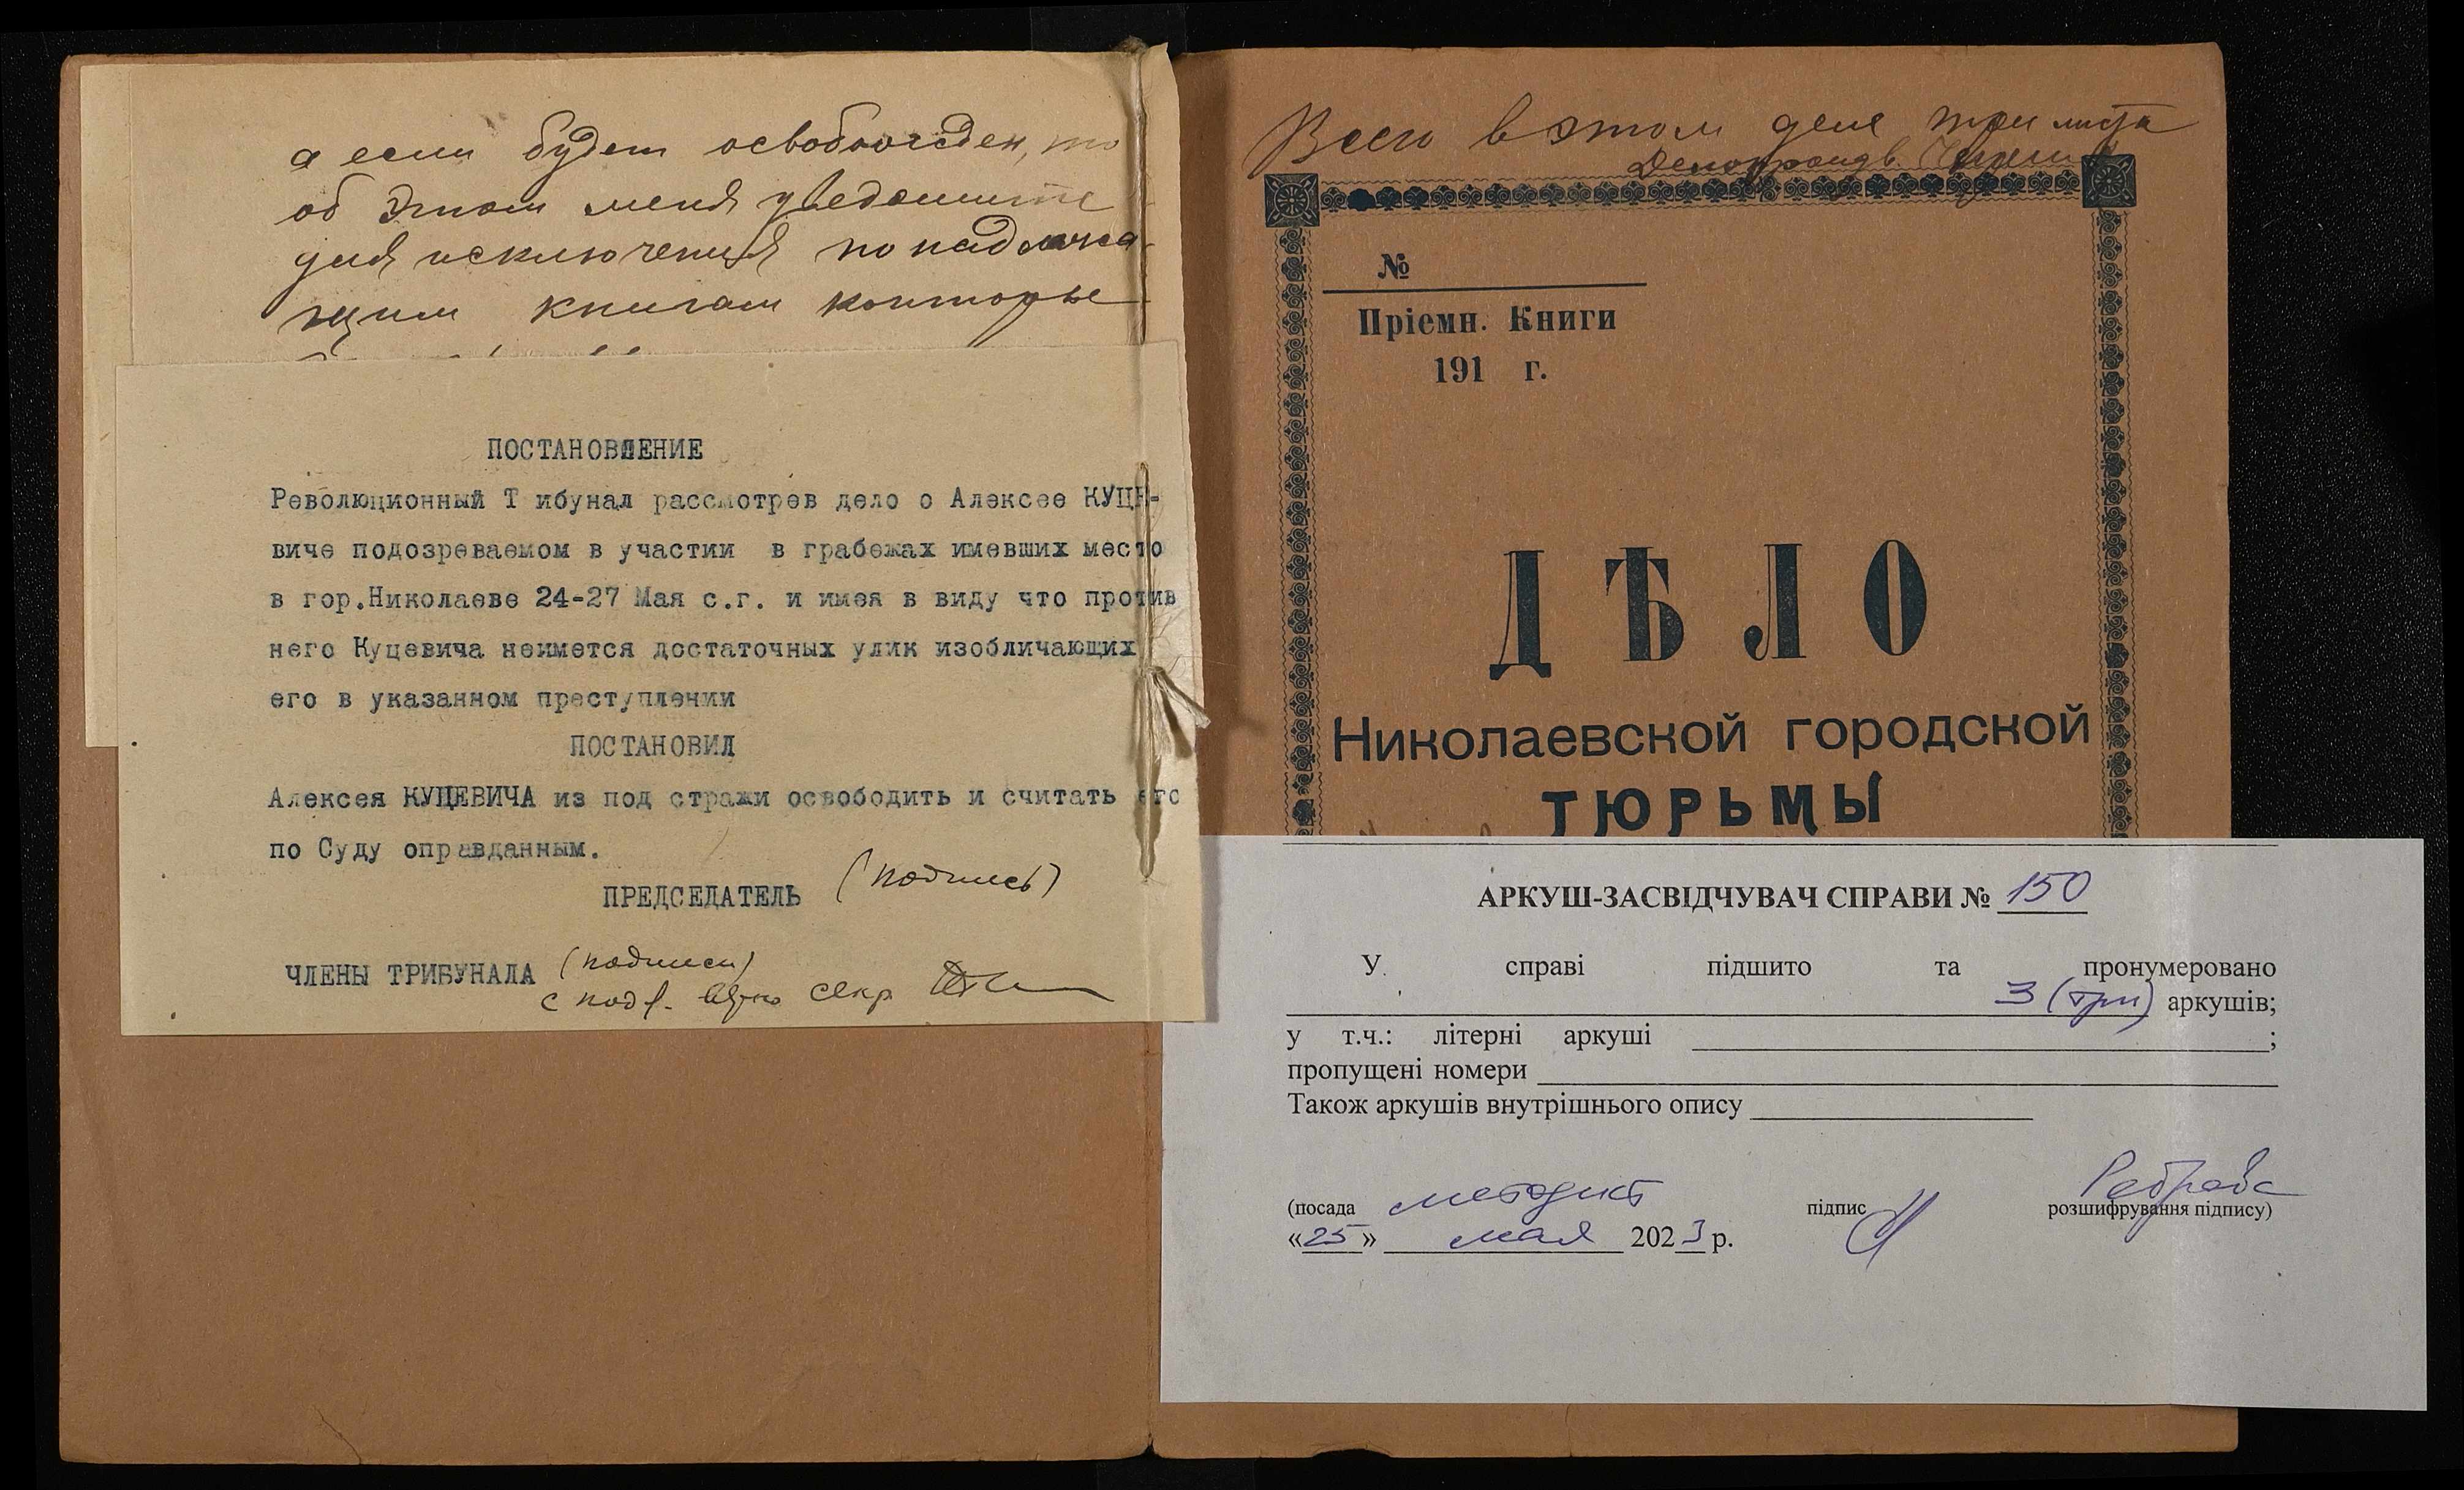 а если будет освобожден, то
об этом меня уведомите
для исключения по надлежа-
щим книгам конторы
ПОСТАНОВЛЕНИЕ
Революционный Т ибунал рассмотрев дело о Алексее КУЦЕ-
виче подозреваемом в участии в грабежах имевших место
в гор.Николаеве 24-27 Мая с.г. и имея в виду что против
него Куцевича неимется достаточных улик изобличающих
его в указанном преступлении
ПОСТАНОВИЛ
Алексея КУЦЕВИЧА из под стражи освободить и считать его
по Суду оправданным.
ПРЕДСЕДАТЕЛЬ (подпись)
ЧЛЕНЫ ТРИБУНАЛА (подписи)
с подл. верно секр
Всего в этом деле три листа
Делопроизв.
№
Пріемн. Книги
191 г.
ДѢЛО
Николаевской городской
ТЮРЬМЫ
АРКУШ-ЗАСВІДЧУВАЧ СПРАВИ № 150
У справі підшито та пронумеровано
3 (три) аркушів;
у т.ч.: літерні аркуші ;
пропущені номери
Також аркушів внутрішнього опису
(посада методист підпис розшифрування підпису)
«25» мая 2023 р.